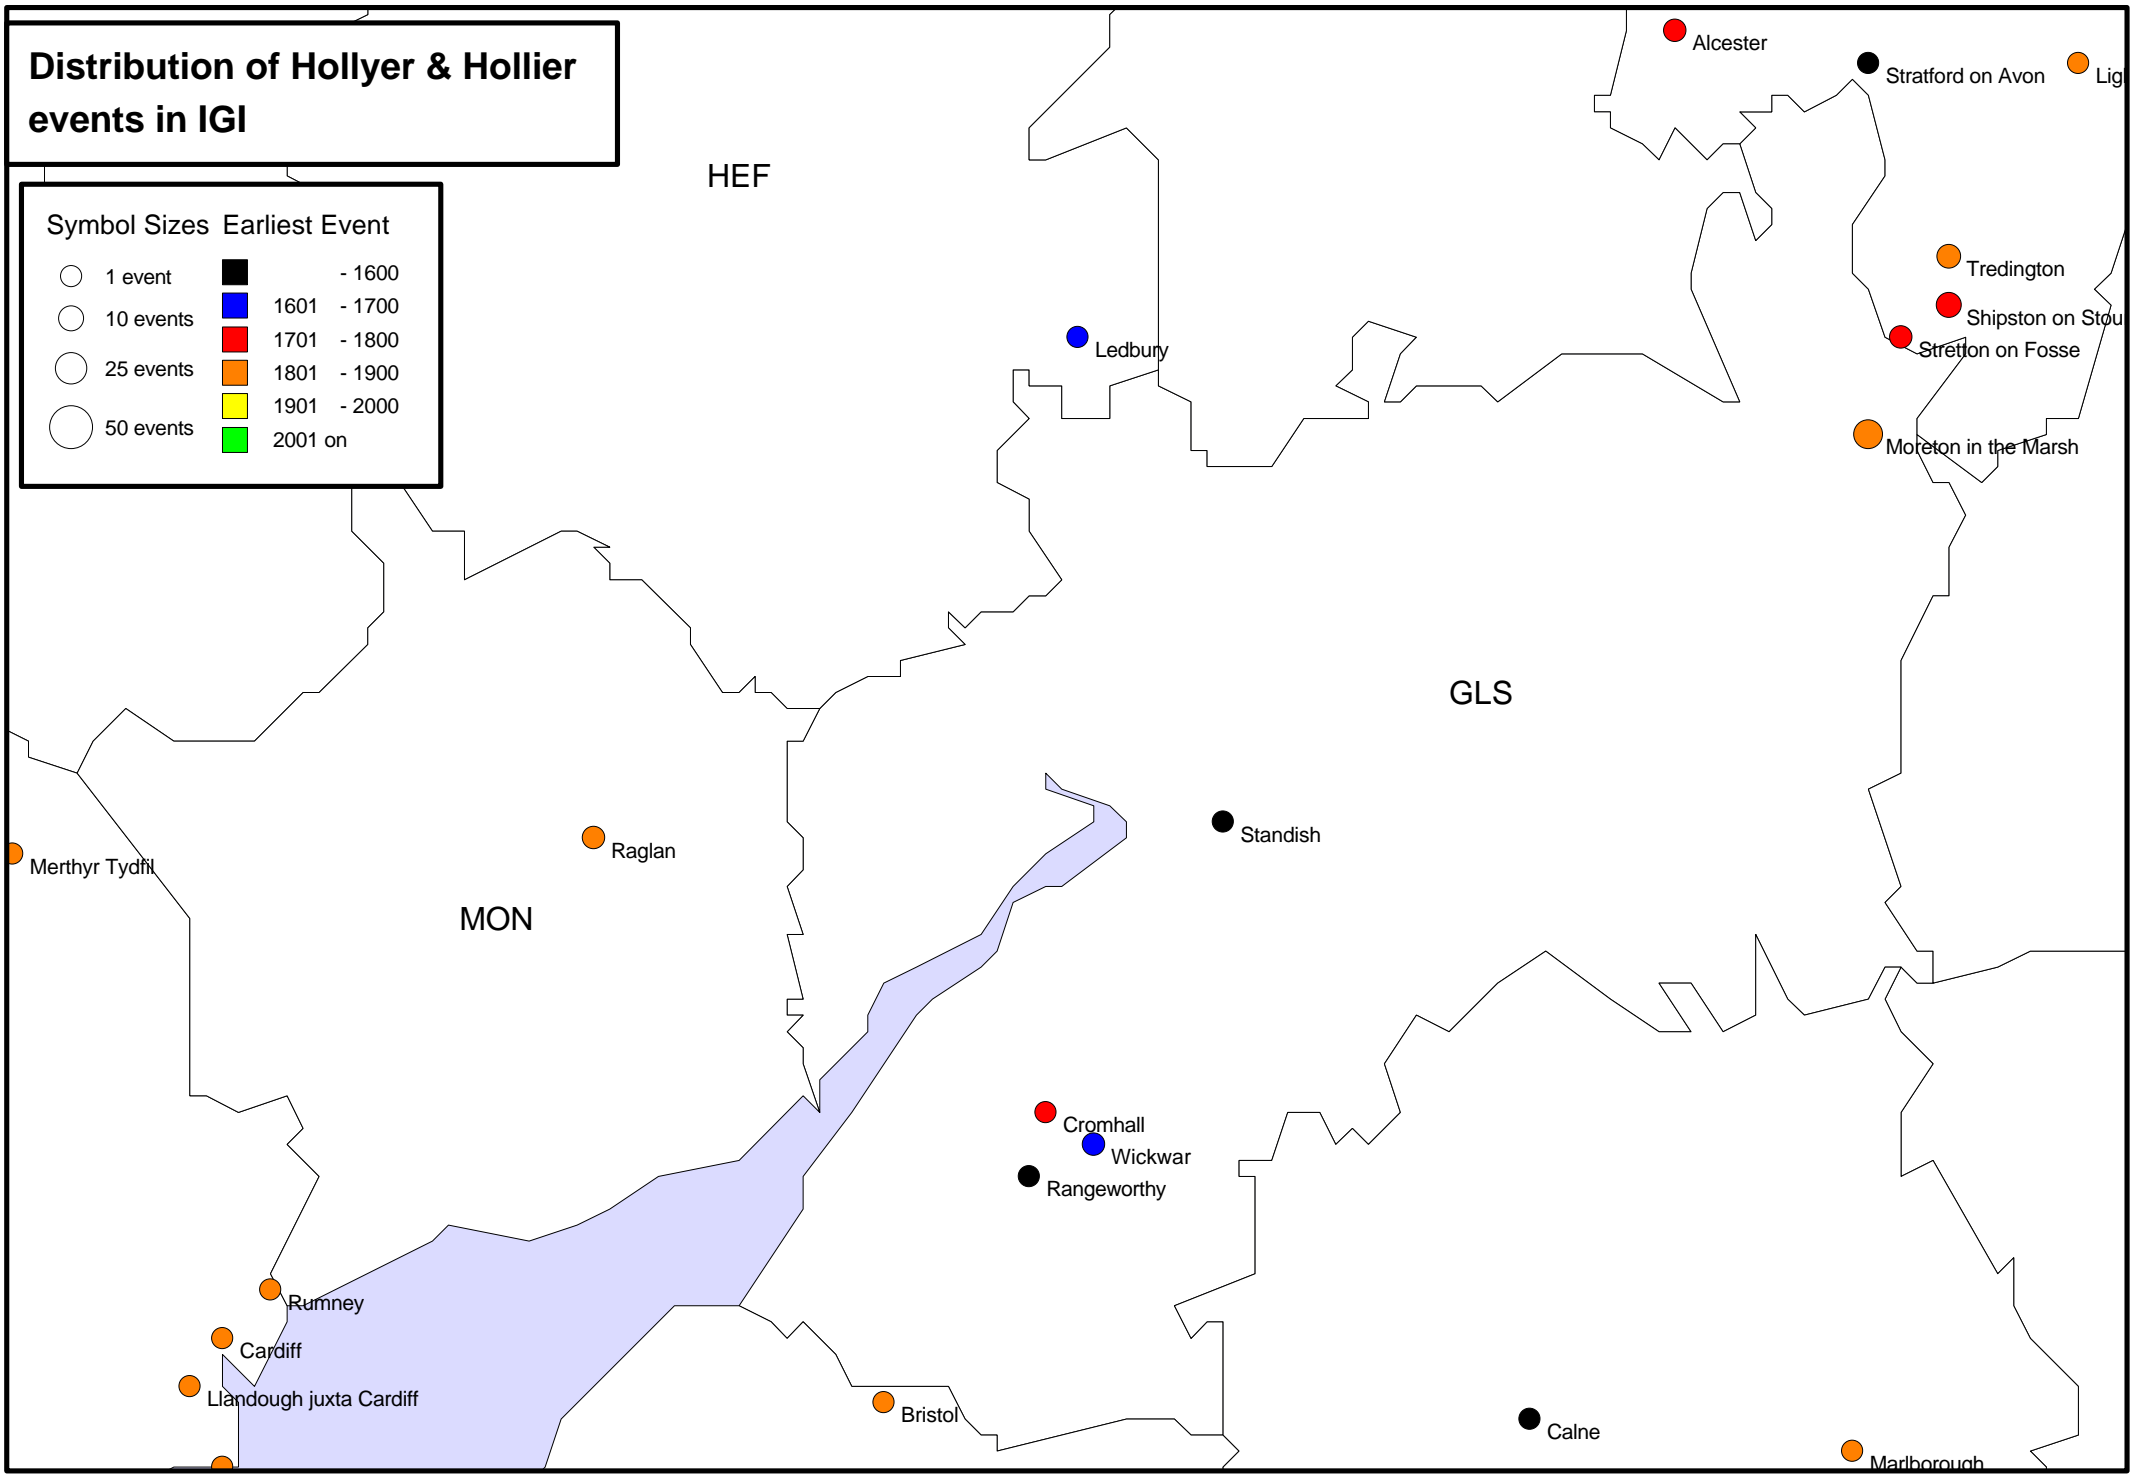 Distribution of Hollyer & Hollier
events in IGI
Symbol Sizes Earliest Event
1 event - 1600
10 events 1601 - 1700
1701 - 1800
25 events 1801 - 1900
1901 - 2000
50 events 2001 on
HEF
Alcester
Stratford on Avon
Tredington
Shipston on Stou
Stretton on Fosse
Ledbury
Moreton in the Marsh
GLS
Standish
Raglan
Merthyr Tydfil
MON
Cromhall
Wickwar
Rangeworthy
Rumney
Cardiff
Llandough juxta Cardiff
Bristol
Calne
Marlborough